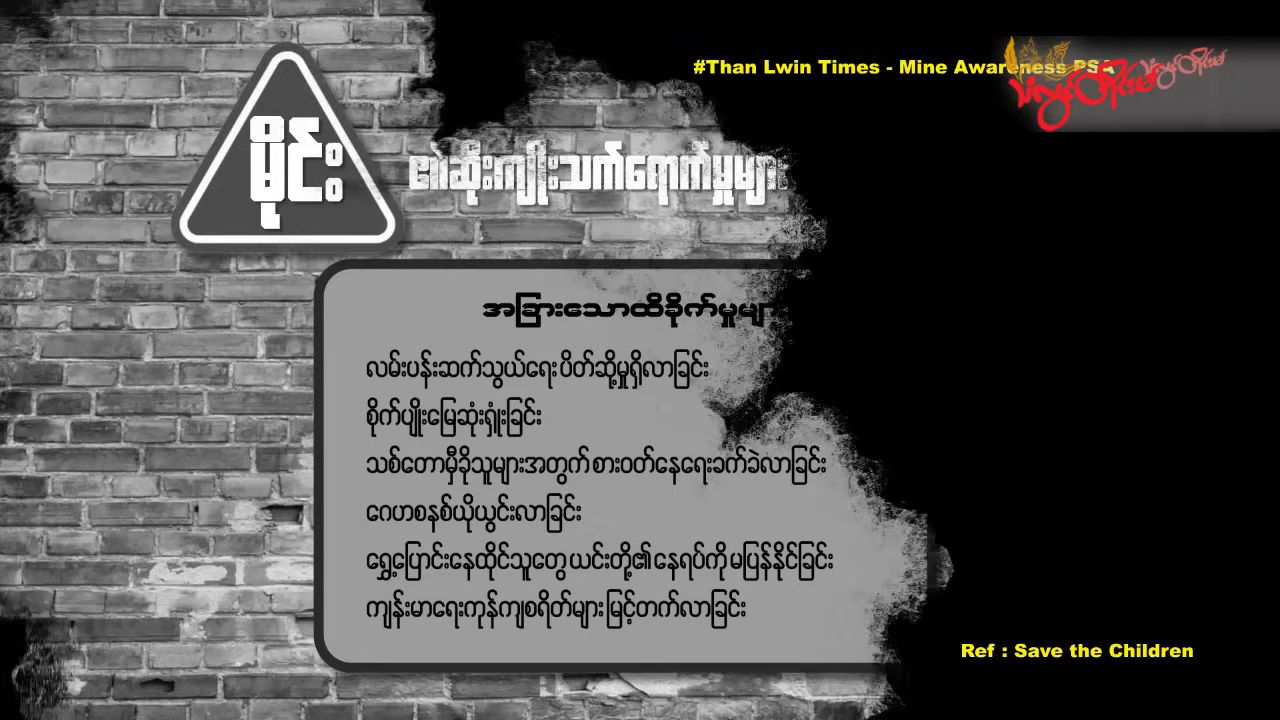 #Than Lwin Times - Mine Awareness PSA
သံလွင်တိုင်းမ်
မိုင်း ၏ဆိုးကျိုးသက်ရောက်မှုများ
အခြားသောထိခိုက်မှုများ
လမ်းပန်းဆက်သွယ်ရေးပိတ်ဆို့မှုရှိလာခြင်း
စိုက်ပျိုးမြေဆုံးရှုံးခြင်း
သစ်တောမှီခိုသူများအတွက်စားဝတ်နေရေးခက်ခဲလာခြင်း
ဂေဟစနစ်ယိုယွင်းလာခြင်း
ရွှေ့ပြောင်းနေထိုင်သူတွေယင်းတို့၏နေရပ်ကိုမပြန်နိုင်ခြင်း
ကျန်းမာရေးကုန်ကျစရိတ်များမြင့်တက်လာခြင်း
Ref : Save the Children